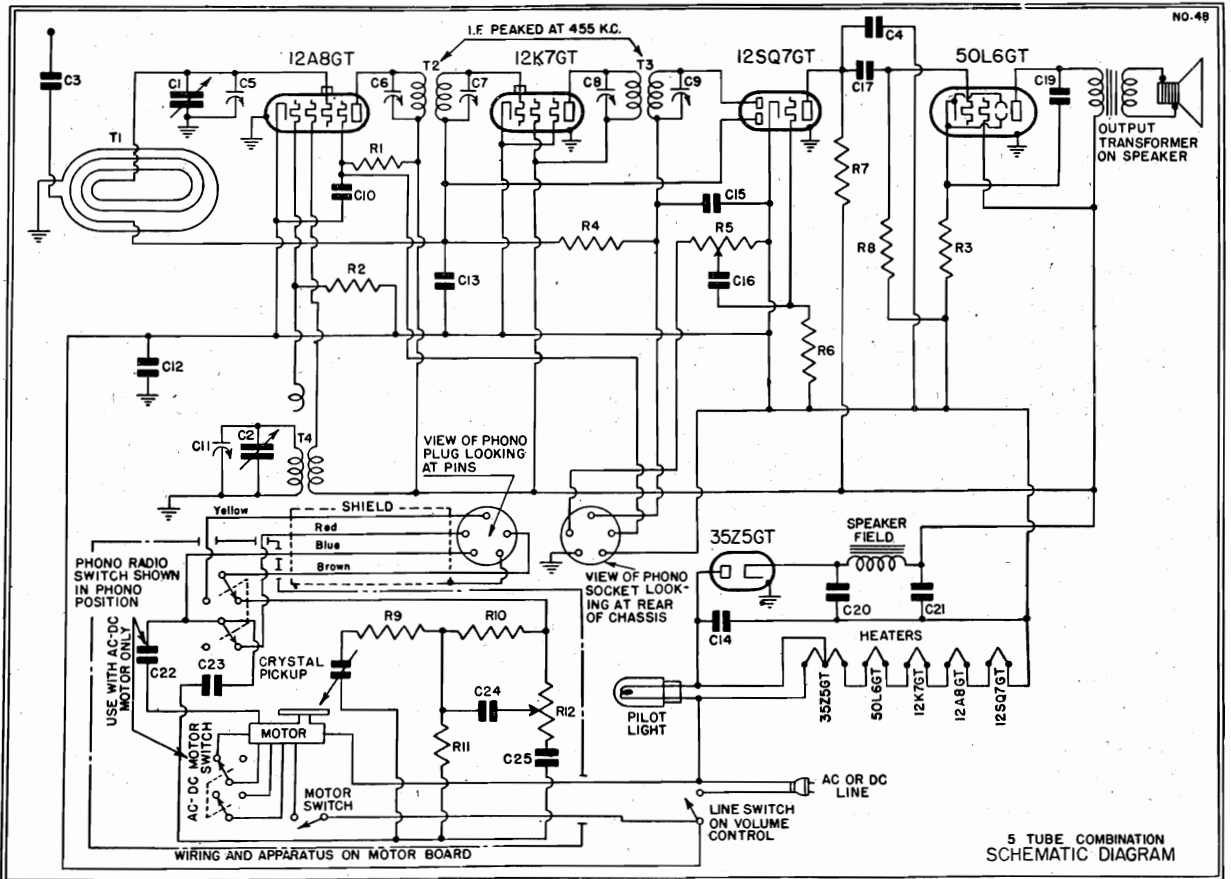 NO.48
I.F. PEAKED AT 455 K.C.
12A8GT
12K7GT
12SQ7GT
50L6GT
C3
C1
C5
C6
T2
C7
C8
T3
C9
C4
C17
C19
OUTPUT
TRANSFORMER
ON SPEAKER
T1
R1
C10
R7
C15
R4
R5
R8
R3
R2
C13
C16
R6
C12
C11
C2
T4
VIEW OF PHONO
PLUG LOOKING
AT PINS
Yellow
SHIELD
Red
Blue
Brown
35Z5GT
SPEAKER
FIELD
PHONO RADIO
SWITCH SHOWN
IN PHONO
POSITION
VIEW OF PHONO
SOCKET LOOK-
ING AT REAR
OF CHASSIS
C20
C21
C14
HEATERS
USE WITH AC-DC
MOTOR ONLY
C22
C23
CRYSTAL
PICKUP
R9
R10
C24
R12
R11
C25
PILOT
LIGHT
35Z5GT
50L6GT
12K7GT
12A8GT
12SQ7GT
MOTOR
AC-DC MOTOR
SWITCH
MOTOR
SWITCH
AC OR DC
LINE
LINE SWITCH
ON VOLUME
CONTROL
WIRING AND APPARATUS ON MOTOR BOARD
5 TUBE COMBINATION
SCHEMATIC DIAGRAM